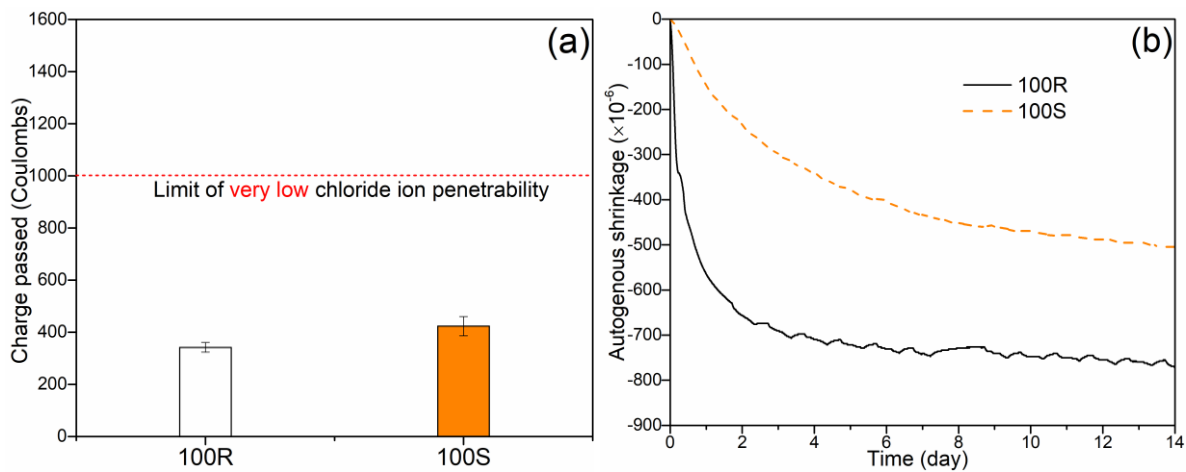 (a)
Charge passed (Coulombs)
1600
1400
1200
1000
800
600
400
200
0
Limit of very low chloride ion penetrability
100R
100S
(b)
Autogenous shrinkage (×10⁻⁶)
0
-100
-200
-300
-400
-500
-600
-700
-800
-900
100R
100S
0
2
4
6
8
10
12
14
Time (day)